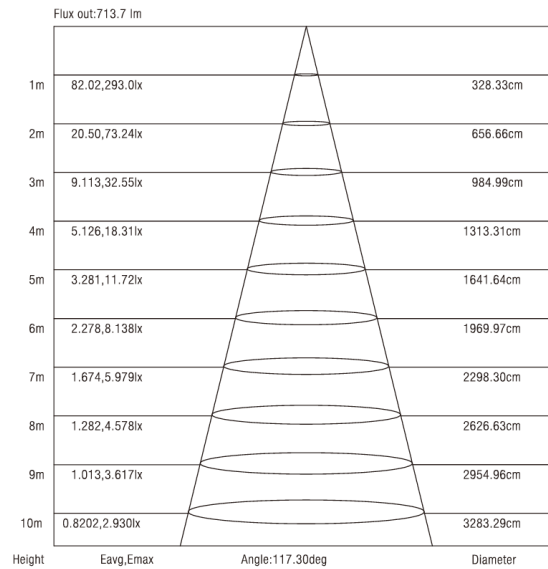 Flux out:713.7 lm
1m 82.02,293.0lx 328.33cm
2m 20.50,73.24lx 656.66cm
3m 9.113,32.55lx 984.99cm
4m 5.126,18.31lx 1313.31cm
5m 3.281,11.72lx 1641.64cm
6m 2.278,8.138lx 1969.97cm
7m 1.674,5.979lx 2298.30cm
8m 1.282,4.578lx 2626.63cm
9m 1.013,3.617lx 2954.96cm
10m 0.8202,2.930lx 3283.29cm
Height Eavg,Emax Angle:117.30deg Diameter